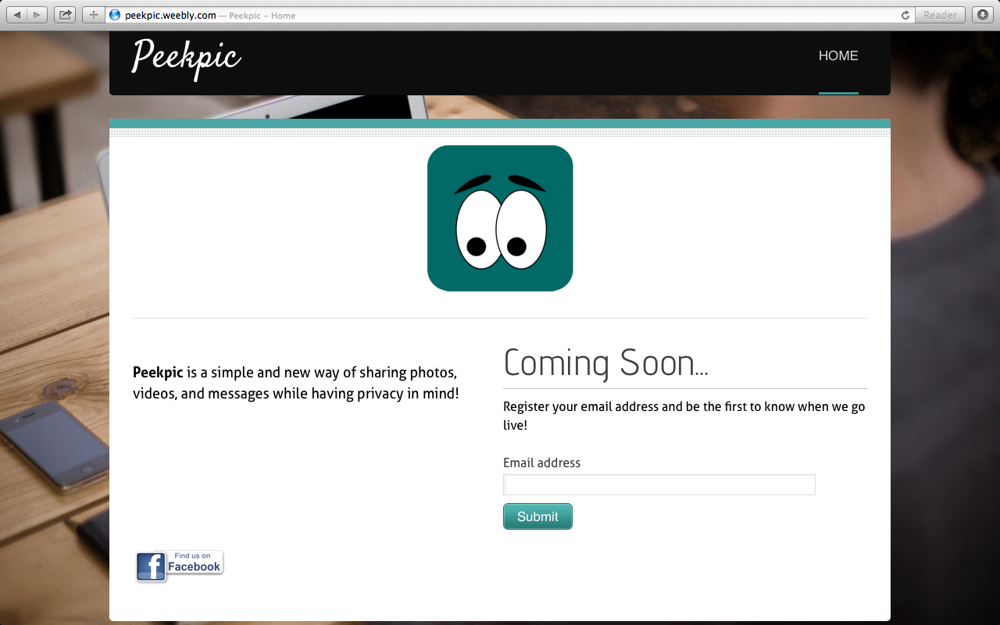 peekpic.weebly.com — Peekpic – Home
Reader
Peekpic
HOME
Peekpic is a simple and new way of sharing photos,
videos, and messages while having privacy in mind!
Coming Soon...
Register your email address and be the first to know when we go
live!
Email address
Submit
Find us on
Facebook